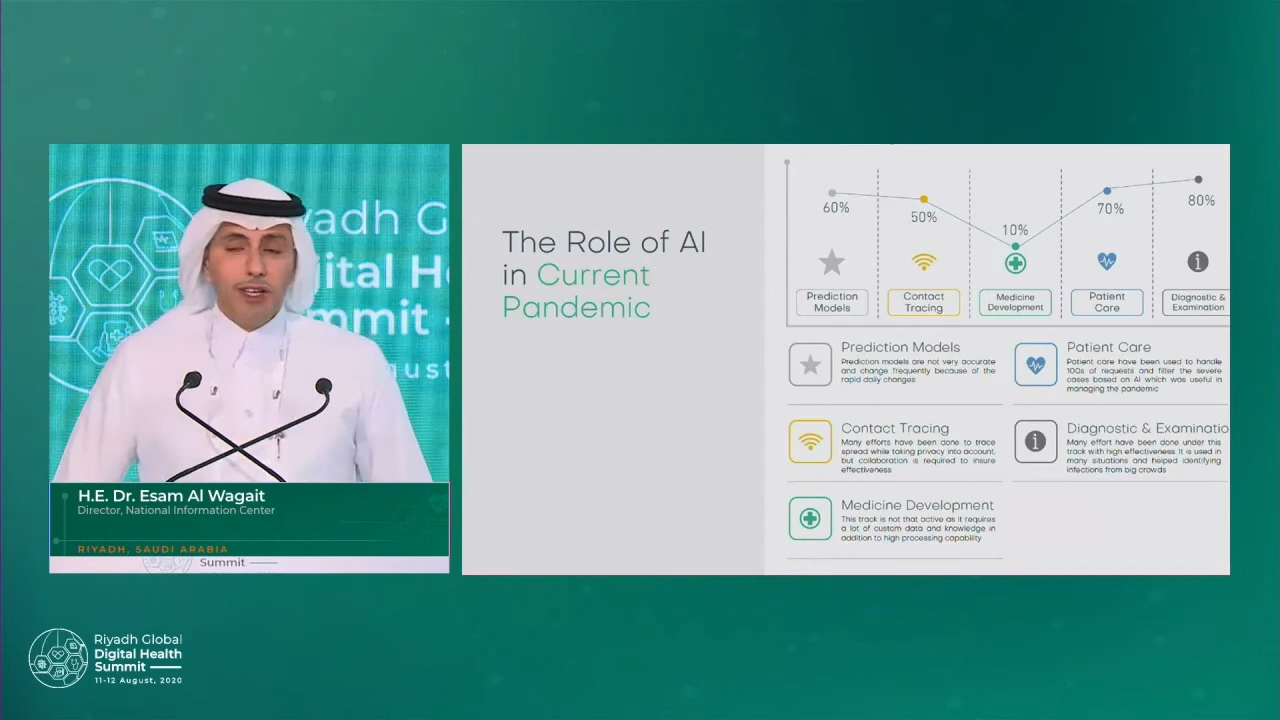 yadh G
ital H
mmit -
ust
H.E. Dr. Esam Al Wagait
Director, National Information Center
RIYADH, SAUDI ARABIA
Summit
The Role of AI
in Current
Pandemic
60%
50%
10%
70%
80%
Prediction
Models
Contact
Tracing
Medicine
Development
Patient
Care
Diagnostic &
Examination
Prediction Models
Prediction models are not very accurate
and change frequently because of the
rapid daily changes
Contact Tracing
Many efforts have been done to trace
spread while taking privacy into account,
but collaboration is required to insure
effectiveness
Medicine Development
This track is not that active as it requires
a lot of custom data and knowledge in
addition to high processing capability
Patient Care
Patient care have been used to handle
100s of requests and filter the severe
cases based on AI which was useful in
managing the pandemic
Diagnostic & Examinatio
Many effort have been done under this
track with high effectiveness. It is used in
many situations and helped identifying
infections from big crowds
Riyadh Global
Digital Health
Summit
11-12 August, 2020